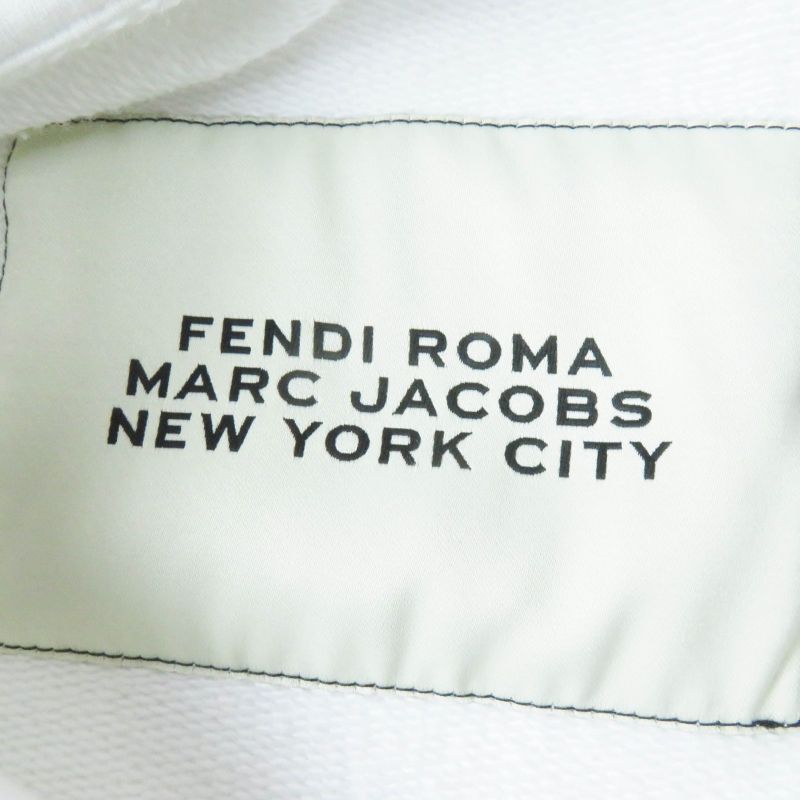 FENDI ROMA
MARC JACOBS
NEW YORK CITY